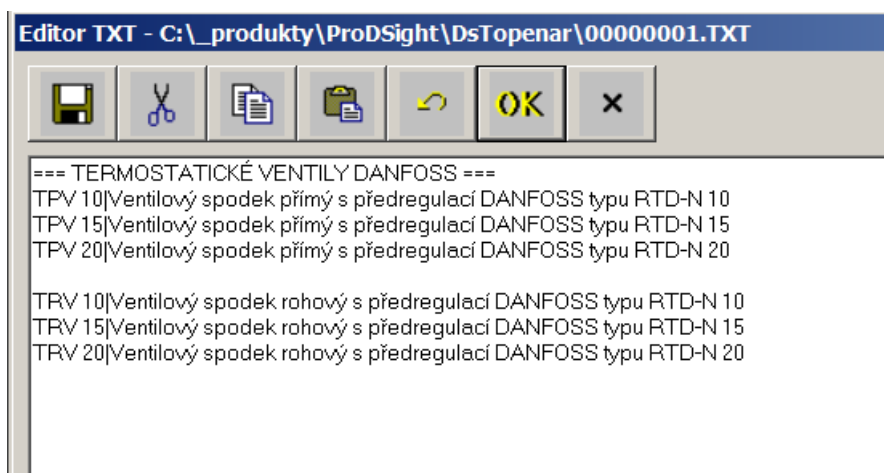 Editor TXT - C:\_produkty\ProDSight\DsTopenar\00000001.TXT
OK
=== TERMOSTATICKÉ VENTILY DANFOSS ===
TPV 10|Ventilový spodek přímý s předregulací DANFOSS typu RTD-N 10
TPV 15|Ventilový spodek přímý s předregulací DANFOSS typu RTD-N 15
TPV 20|Ventilový spodek přímý s předregulací DANFOSS typu RTD-N 20
TRV 10|Ventilový spodek rohový s předregulací DANFOSS typu RTD-N 10
TRV 15|Ventilový spodek rohový s předregulací DANFOSS typu RTD-N 15
TRV 20|Ventilový spodek rohový s předregulací DANFOSS typu RTD-N 20